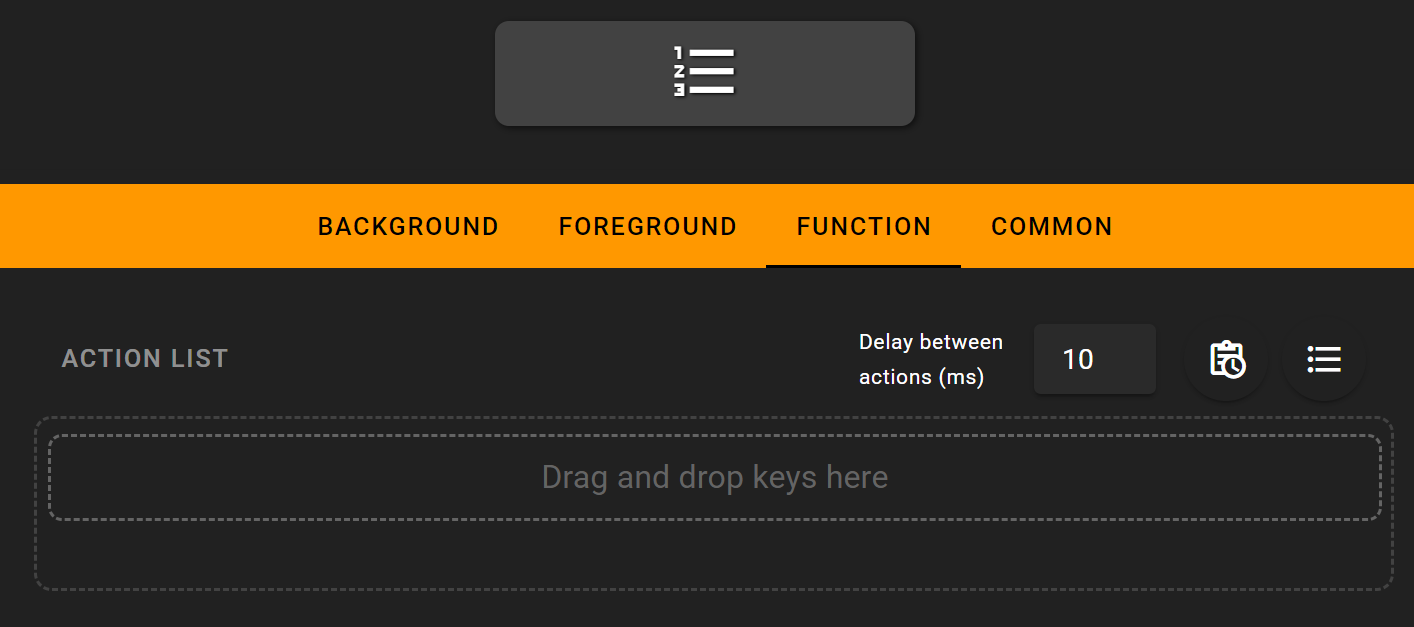 1
2
3
BACKGROUND FOREGROUND FUNCTION COMMON
ACTION LIST
Delay between
actions (ms)
10
Drag and drop keys here